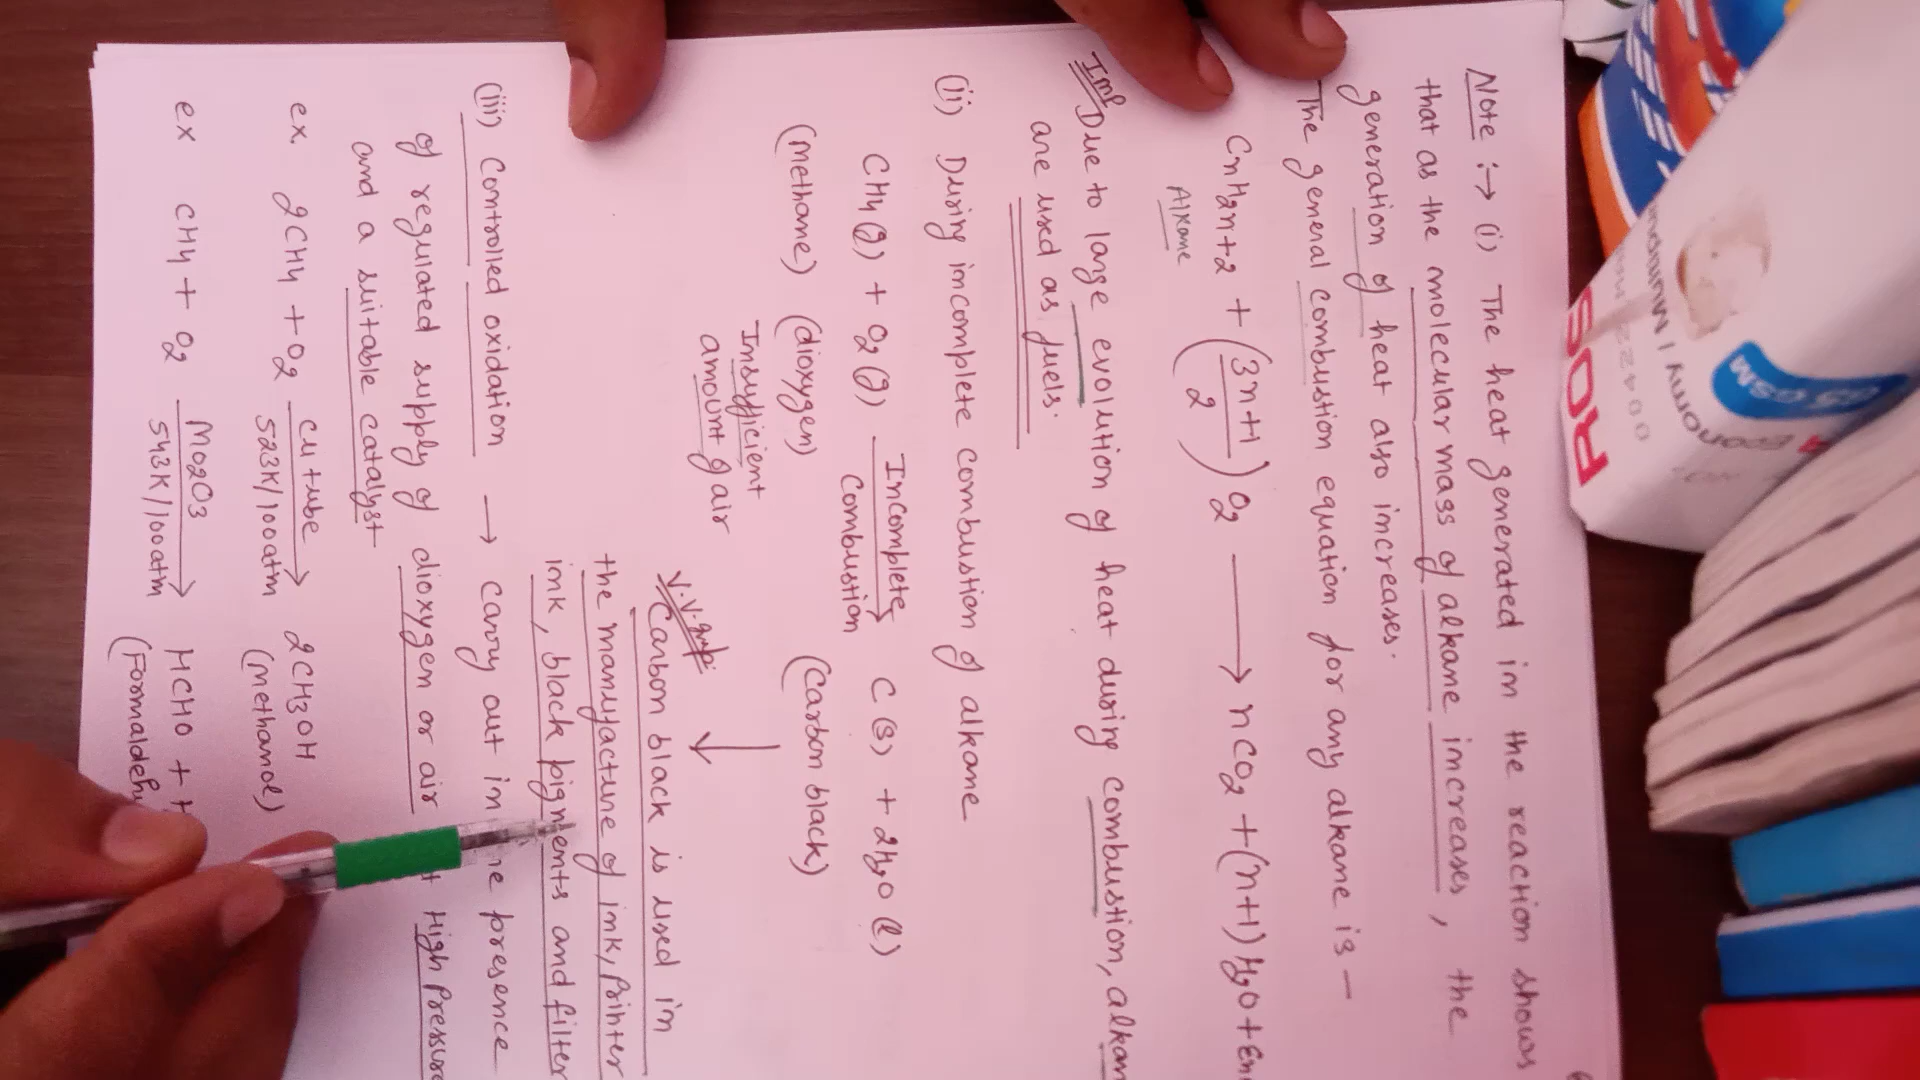 Note :→ (i) The heat generated in the reaction shows
that as the molecular mass of alkane increases, the
generation of heat also increases.
The general combustion equation for any alkane is —
CnH2n+2 + (3n+1/2) O2 ⟶ nCO2 + (n+1) H2O + En
Alkane
Imp Due to large evolution of heat during combustion, alkan
are used as fuels.
(ii) During incomplete combustion of alkane
CH4(g) + O2(g) Incomplete Combustion ⟶ C(s) + 2H2O(l)
(Methane) (dioxygen) (Carbon black)
Insufficient
amount of air
V.V.Imp. Carbon black is used in
the manufacture of ink, printer
ink, black pigments and filter
(iii) Controlled oxidation → Carry out in presence
of regulated supply of dioxygen or air High Pressure
and a suitable catalyst
ex. 2CH4 + O2 Cu tube 523K/100atm ⟶ 2CH3OH
(Methanol)
ex CH4 + O2 Mo2O3 543K/100atm ⟶ HCHO +
(Formaldehy
ROS
GSM